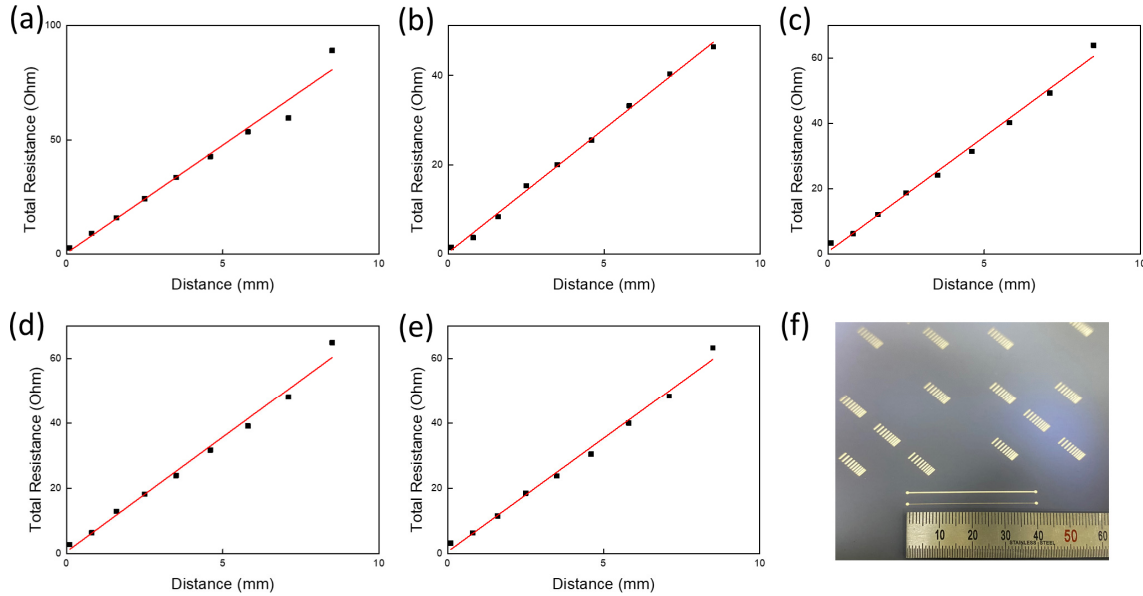 (a)
100
50
0
0
5
10
Total Resistance (Ohm)
Distance (mm)
(b)
40
20
0
0
5
10
Total Resistance (Ohm)
Distance (mm)
(c)
60
40
20
0
0
5
10
Total Resistance (Ohm)
Distance (mm)
(d)
60
40
20
0
0
5
10
Total Resistance (Ohm)
Distance (mm)
(e)
60
40
20
0
0
5
10
Total Resistance (Ohm)
Distance (mm)
(f)
10 20 30 40 50 60
STAINLESS STEEL